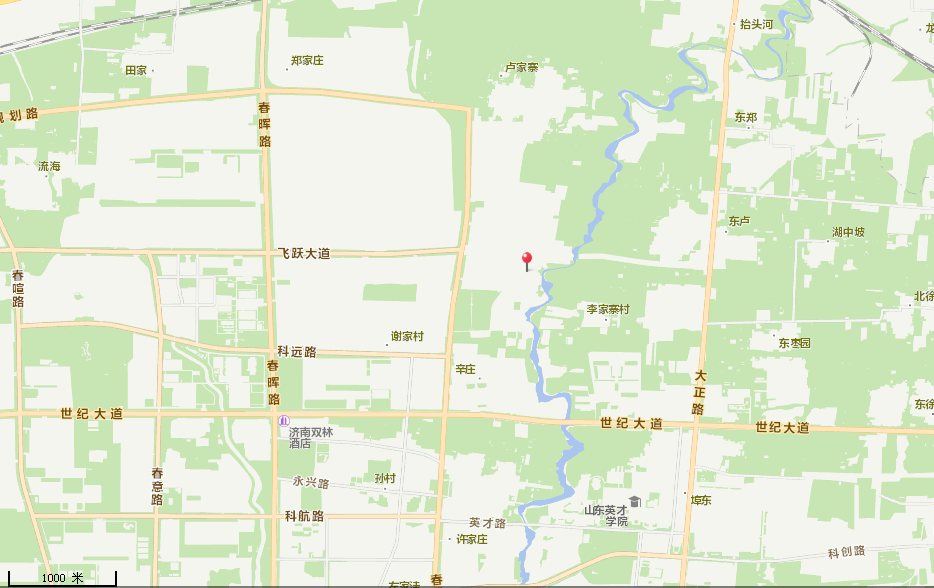 抬头河
龙
郑家庄
田家
卢家寨
规划路
春晖路
东郑
流海
东卢
湖中坡
飞跃大道
春喧路
北徐
李家寨村
谢家村
东枣园
科远路
辛庄
春晖路
大正路
东徐
世纪大道
世纪大道
世纪大道
济南双林
酒店
春意路
孙村
永兴路
埠东
山东英才
学院
科航路
英才路
许家庄
科创路
1000 米
春